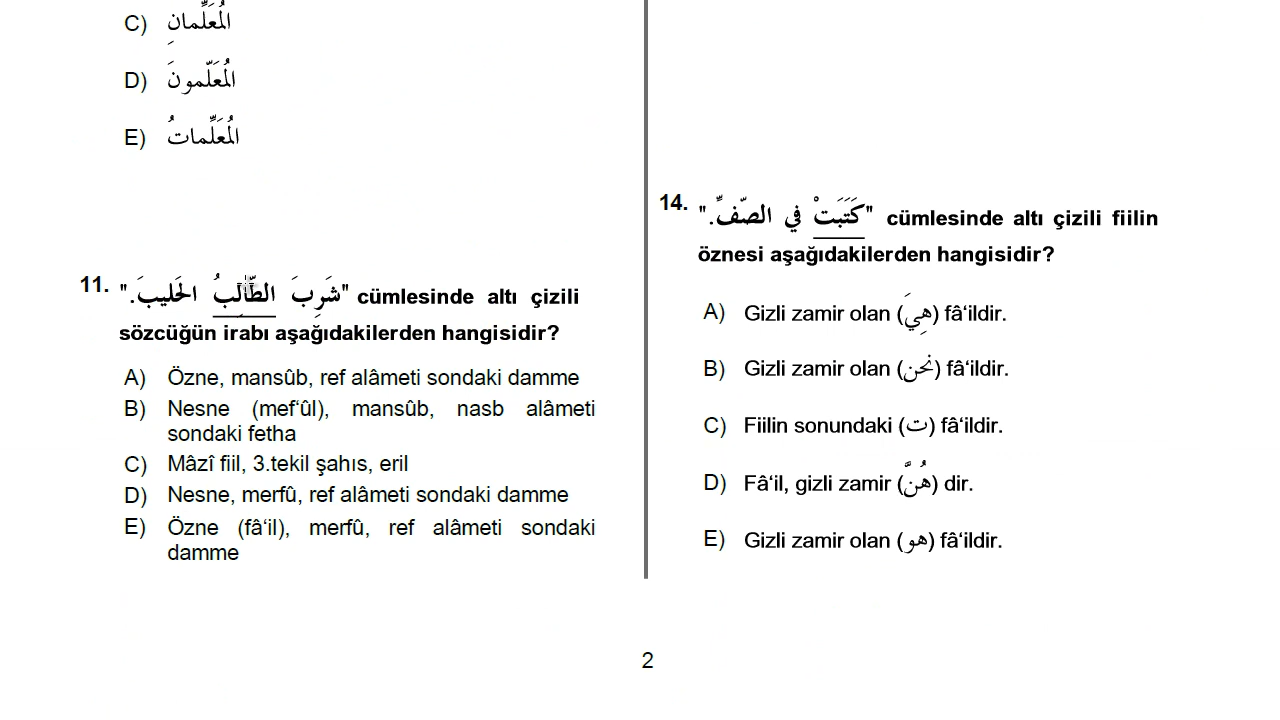 C) المُعَلِّمانِ
D) المُعَلّمونَ
E) المُعَلِّماتُ
11. "شَرِبَ الطَّالِبُ الحَليبَ." cümlesinde altı çizili
sözcüğün irabı aşağıdakilerden hangisidir?
A) Özne, mansûb, ref alâmeti sondaki damme
B) Nesne (mef‘ûl), mansûb, nasb alâmeti
sondaki fetha
C) Mâzî fiil, 3.tekil şahıs, eril
D) Nesne, merfû, ref alâmeti sondaki damme
E) Özne (fâ‘il), merfû, ref alâmeti sondaki
damme
14. "كَتَبَتْ في الصّفِّ." cümlesinde altı çizili fiilin
öznesi aşağıdakilerden hangisidir?
A) Gizli zamir olan (هِيَ) fâ‘ildir.
B) Gizli zamir olan (نحن) fâ‘ildir.
C) Fiilin sonundaki (ت) fâ‘ildir.
D) Fâ‘il, gizli zamir (هُنَّ) dir.
E) Gizli zamir olan (هو) fâ‘ildir.
2